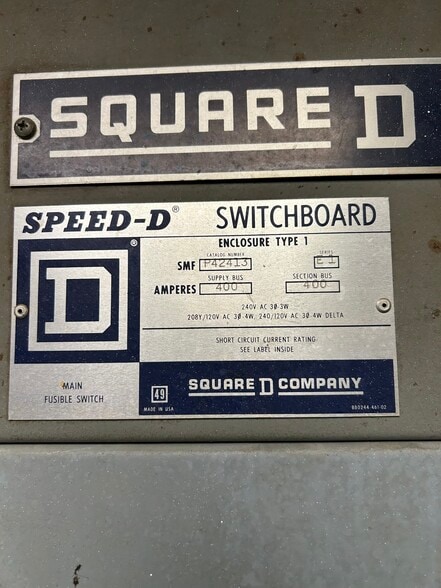 SQUARE D
SPEED-D® SWITCHBOARD
ENCLOSURE TYPE 1
CATALOG NUMBER SERIES
SMF P42413 E1
SUPPLY BUS SECTION BUS
AMPERES 400 400
240V AC 3Ø-3W
208Y/120V AC 3Ø-4W, 240/120V AC 3Ø-4W DELTA
SHORT CIRCUIT CURRENT RATING-
SEE LABEL INSIDE
D®
MAIN
FUSIBLE SWITCH
49
MADE IN USA
SQUARE D COMPANY